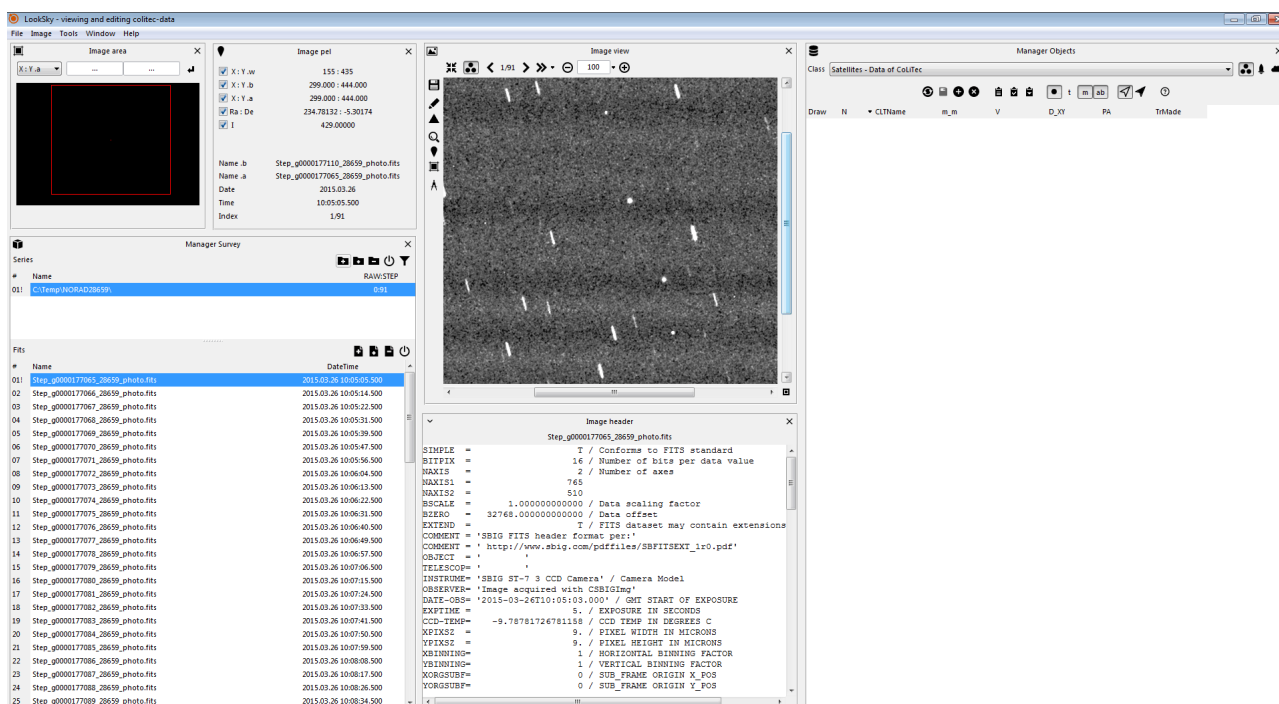 LookSky - viewing and editing colitec-data
File Image Tools Window Help
Image area
X : Y .a ... ...
Image pel
X : Y .w 155 : 435
X : Y .b 299.000 : 444.000
X : Y .a 299.000 : 444.000
Ra : De 234.78132 : -5.30174
I 429.00000
Name .b Step_g0000177110_28659_photo.fits
Name .a Step_g0000177065_28659_photo.fits
Date 2015.03.26
Time 10:05:05.500
Index 1/91
Image view
1/91 100
Manager Objects
Class Satellites - Data of CoLiTec
t m ab
Draw N CLTName m_m V D_XY PA TrMade
Manager Survey
Series
# Name RAW:STEP
01! C:\Temp\NORAD28659\ 0:91
Fits
# Name DateTime
01! Step_g0000177065_28659_photo.fits 2015.03.26 10:05:05.500
02 Step_g0000177066_28659_photo.fits 2015.03.26 10:05:14.500
03 Step_g0000177067_28659_photo.fits 2015.03.26 10:05:22.500
04 Step_g0000177068_28659_photo.fits 2015.03.26 10:05:31.500
05 Step_g0000177069_28659_photo.fits 2015.03.26 10:05:39.500
06 Step_g0000177070_28659_photo.fits 2015.03.26 10:05:47.500
07 Step_g0000177071_28659_photo.fits 2015.03.26 10:05:56.500
08 Step_g0000177072_28659_photo.fits 2015.03.26 10:06:04.500
09 Step_g0000177073_28659_photo.fits 2015.03.26 10:06:13.500
10 Step_g0000177074_28659_photo.fits 2015.03.26 10:06:22.500
11 Step_g0000177075_28659_photo.fits 2015.03.26 10:06:31.500
12 Step_g0000177076_28659_photo.fits 2015.03.26 10:06:40.500
13 Step_g0000177077_28659_photo.fits 2015.03.26 10:06:49.500
14 Step_g0000177078_28659_photo.fits 2015.03.26 10:06:57.500
15 Step_g0000177079_28659_photo.fits 2015.03.26 10:07:06.500
16 Step_g0000177080_28659_photo.fits 2015.03.26 10:07:15.500
17 Step_g0000177081_28659_photo.fits 2015.03.26 10:07:24.500
18 Step_g0000177082_28659_photo.fits 2015.03.26 10:07:33.500
19 Step_g0000177083_28659_photo.fits 2015.03.26 10:07:41.500
20 Step_g0000177084_28659_photo.fits 2015.03.26 10:07:50.500
21 Step_g0000177085_28659_photo.fits 2015.03.26 10:07:59.500
22 Step_g0000177086_28659_photo.fits 2015.03.26 10:08:08.500
23 Step_g0000177087_28659_photo.fits 2015.03.26 10:08:17.500
24 Step_g0000177088_28659_photo.fits 2015.03.26 10:08:26.500
25 Step_g0000177089_28659_photo.fits 2015.03.26 10:08:34.500
Image header
Step_g0000177065_28659_photo.fits
SIMPLE = T / Conforms to FITS standard
BITPIX = 16 / Number of bits per data value
NAXIS = 2 / Number of axes
NAXIS1 = 765
NAXIS2 = 510
BSCALE = 1.000000000000 / Data scaling factor
BZERO = 32768.000000000000 / Data offset
EXTEND = T / FITS dataset may contain extensions
COMMENT = 'SBIG FITS header format per:'
COMMENT = ' http://www.sbig.com/pdffiles/SBFITSEXT_1r0.pdf'
OBJECT = ' '
TELESCOP= ' '
INSTRUME= 'SBIG ST-7 3 CCD Camera' / Camera Model
OBSERVER= 'Image acquired with CSBIGImg'
DATE-OBS= '2015-03-26T10:05:03.000' / GMT START OF EXPOSURE
EXPTIME = 5. / EXPOSURE IN SECONDS
CCD-TEMP= -9.78781726781158 / CCD TEMP IN DEGREES C
XPIXSZ = 9. / PIXEL WIDTH IN MICRONS
YPIXSZ = 9. / PIXEL HEIGHT IN MICRONS
XBINNING= 1 / HORIZONTAL BINNING FACTOR
YBINNING= 1 / VERTICAL BINNING FACTOR
XORGSUBF= 0 / SUB_FRAME ORIGIN X_POS
YORGSUBF= 0 / SUB_FRAME ORIGIN Y_POS